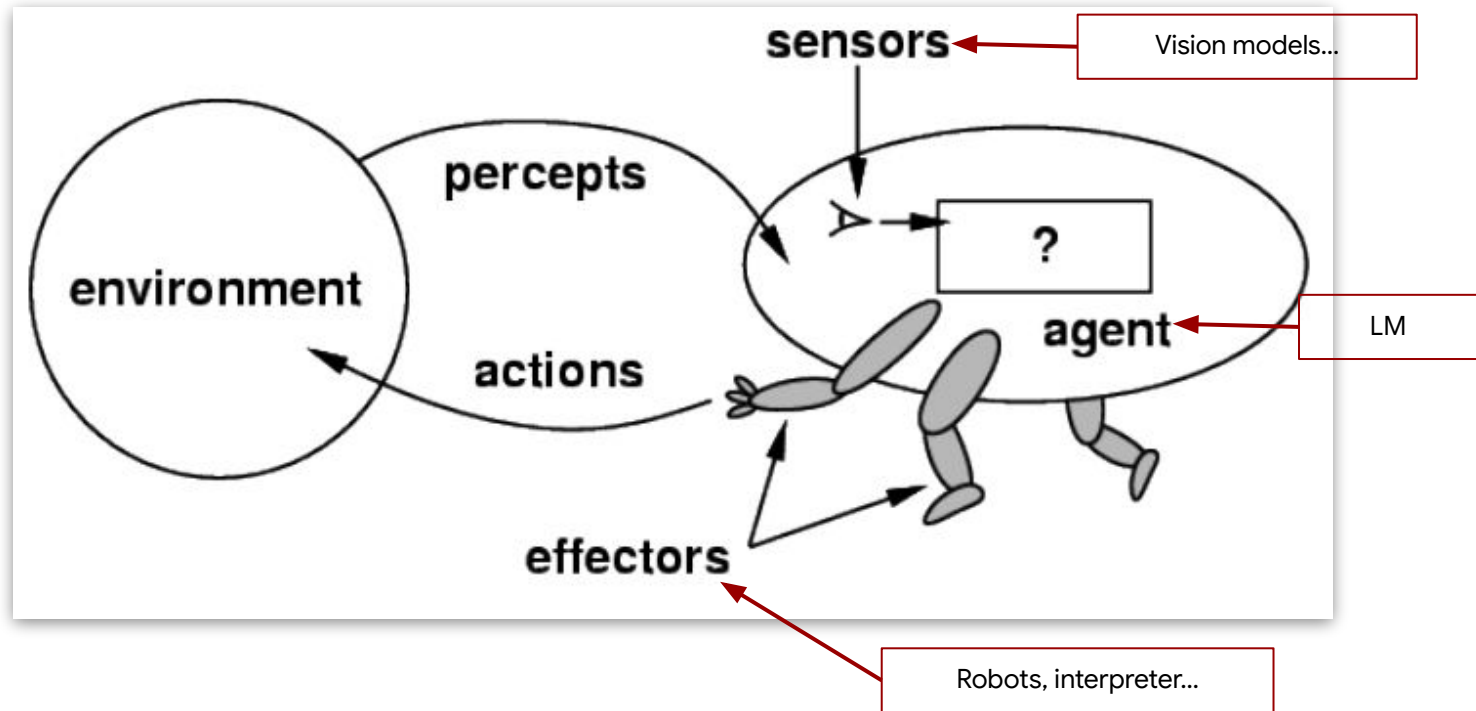 sensors
Vision models...
percepts
?
environment
agent
LM
actions
effectors
Robots, interpreter...